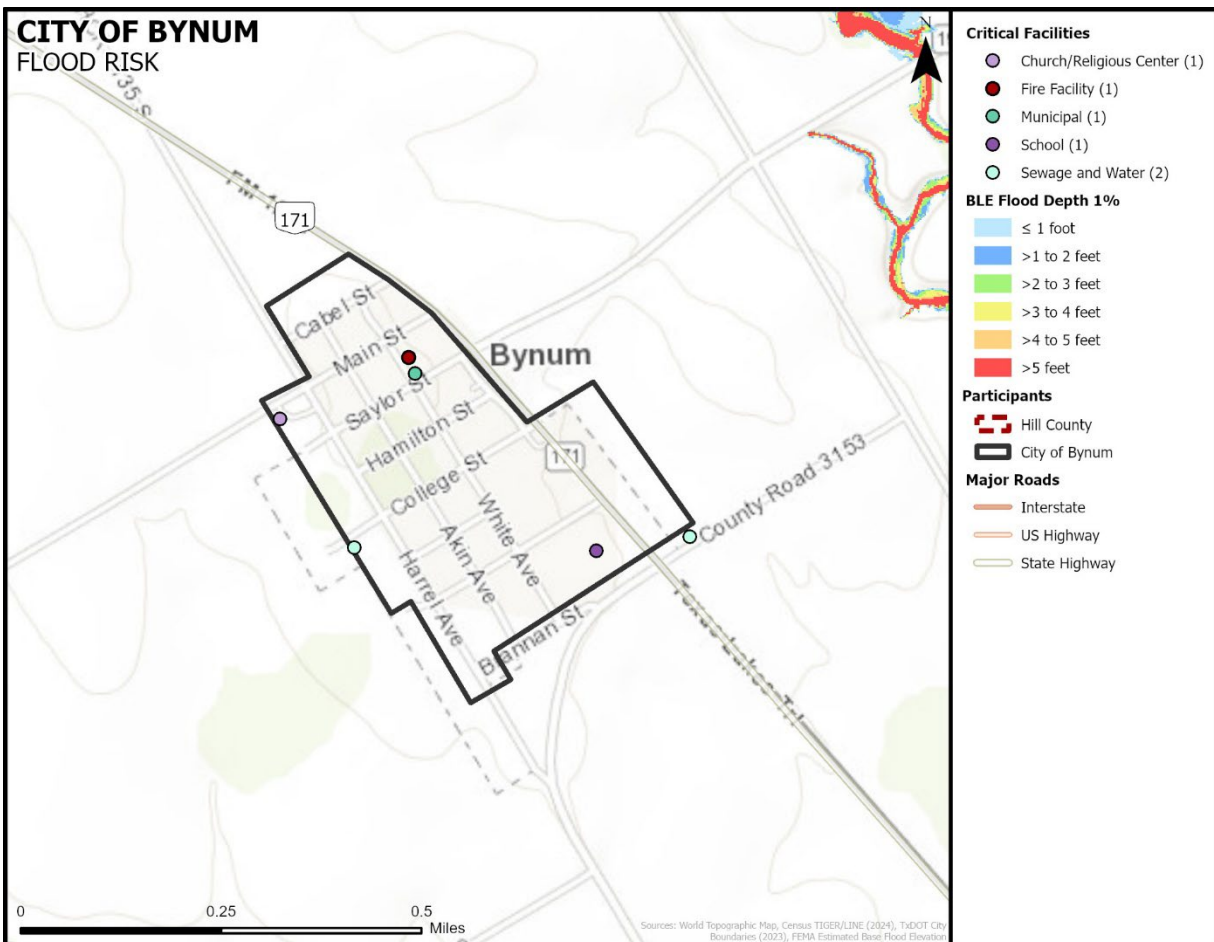 CITY OF BYNUM
FLOOD RISK
N
35 S
FM
171
Cabel St
Main St
Bynum
Saylor St
Hamilton St
171
College St
County Road 3153
White Ave
Akin Ave
Harrel Ave
Brannan St
0 0.25 0.5
Miles
Sources: World Topographic Map, Census TIGER/LINE (2024), TxDOT City
Boundaries (2023), FEMA Estimated Base Flood Elevation
Critical Facilities
Church/Religious Center (1)
Fire Facility (1)
Municipal (1)
School (1)
Sewage and Water (2)
BLE Flood Depth 1%
≤ 1 foot
>1 to 2 feet
>2 to 3 feet
>3 to 4 feet
>4 to 5 feet
>5 feet
Participants
Hill County
City of Bynum
Major Roads
Interstate
US Highway
State Highway